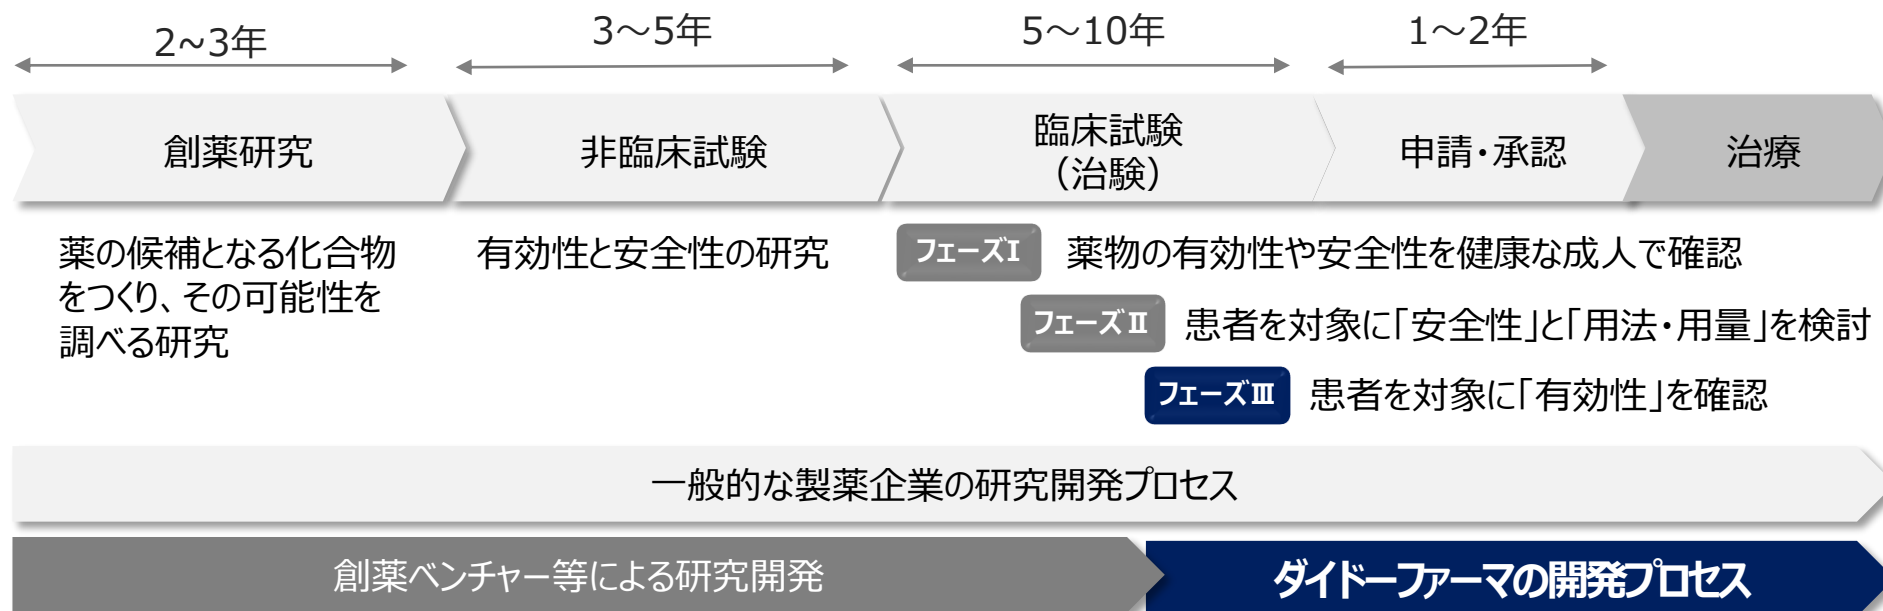 2~3年
3～5年
5～10年
1～2年
創薬研究
非臨床試験
臨床試験
（治験）
申請・承認
治療
薬の候補となる化合物
をつくり、その可能性を
調べる研究
有効性と安全性の研究
フェーズⅠ
薬物の有効性や安全性を健康な成人で確認
フェーズⅡ
患者を対象に「安全性」と「用法・用量」を検討
フェーズⅢ
患者を対象に「有効性」を確認
一般的な製薬企業の研究開発プロセス
創薬ベンチャー等による研究開発
ダイドーファーマの開発プロセス